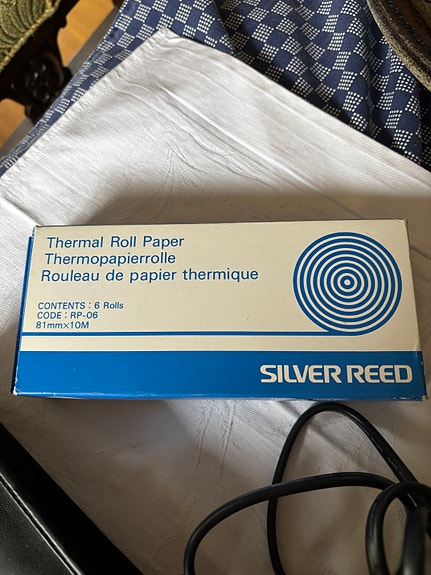 Thermal Roll Paper
Thermopapierrolle
Rouleau de papier thermique
CONTENTS : 6 Rolls
CODE : RP-06
81mm×10M
SILVER REED